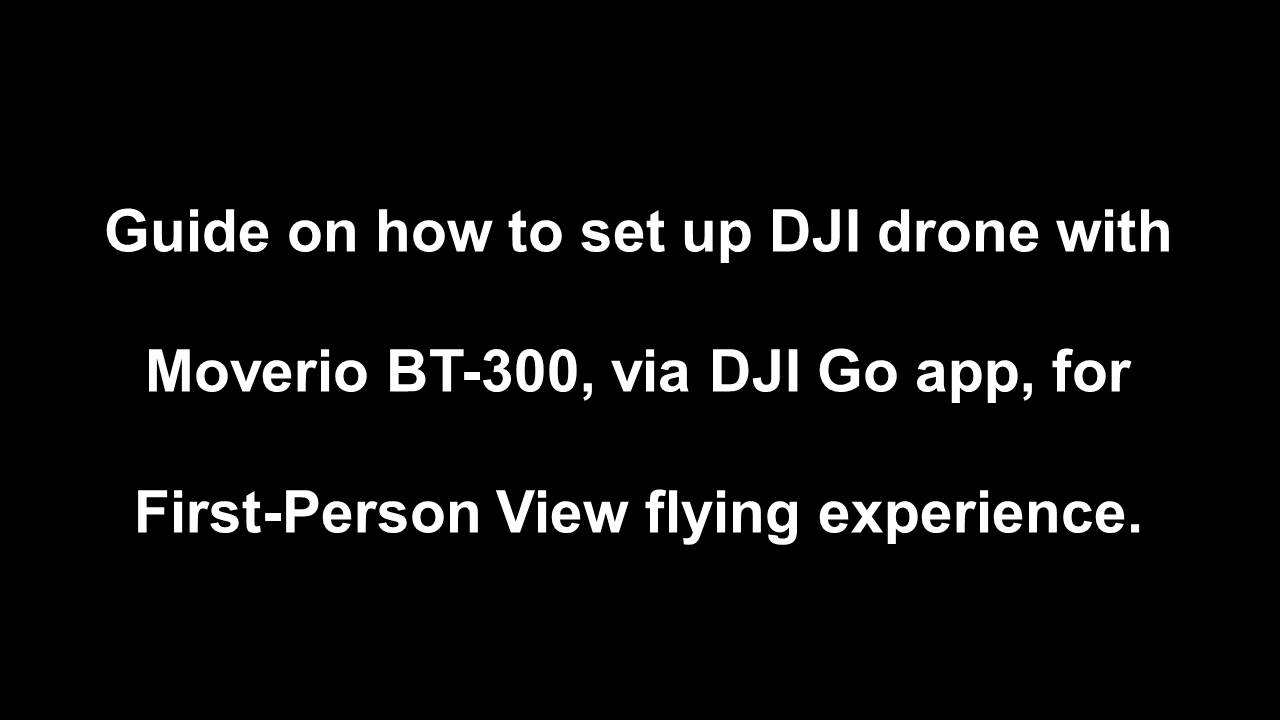 Guide on how to set up DJI drone with
Moverio BT-300, via DJI Go app, for
First-Person View flying experience.